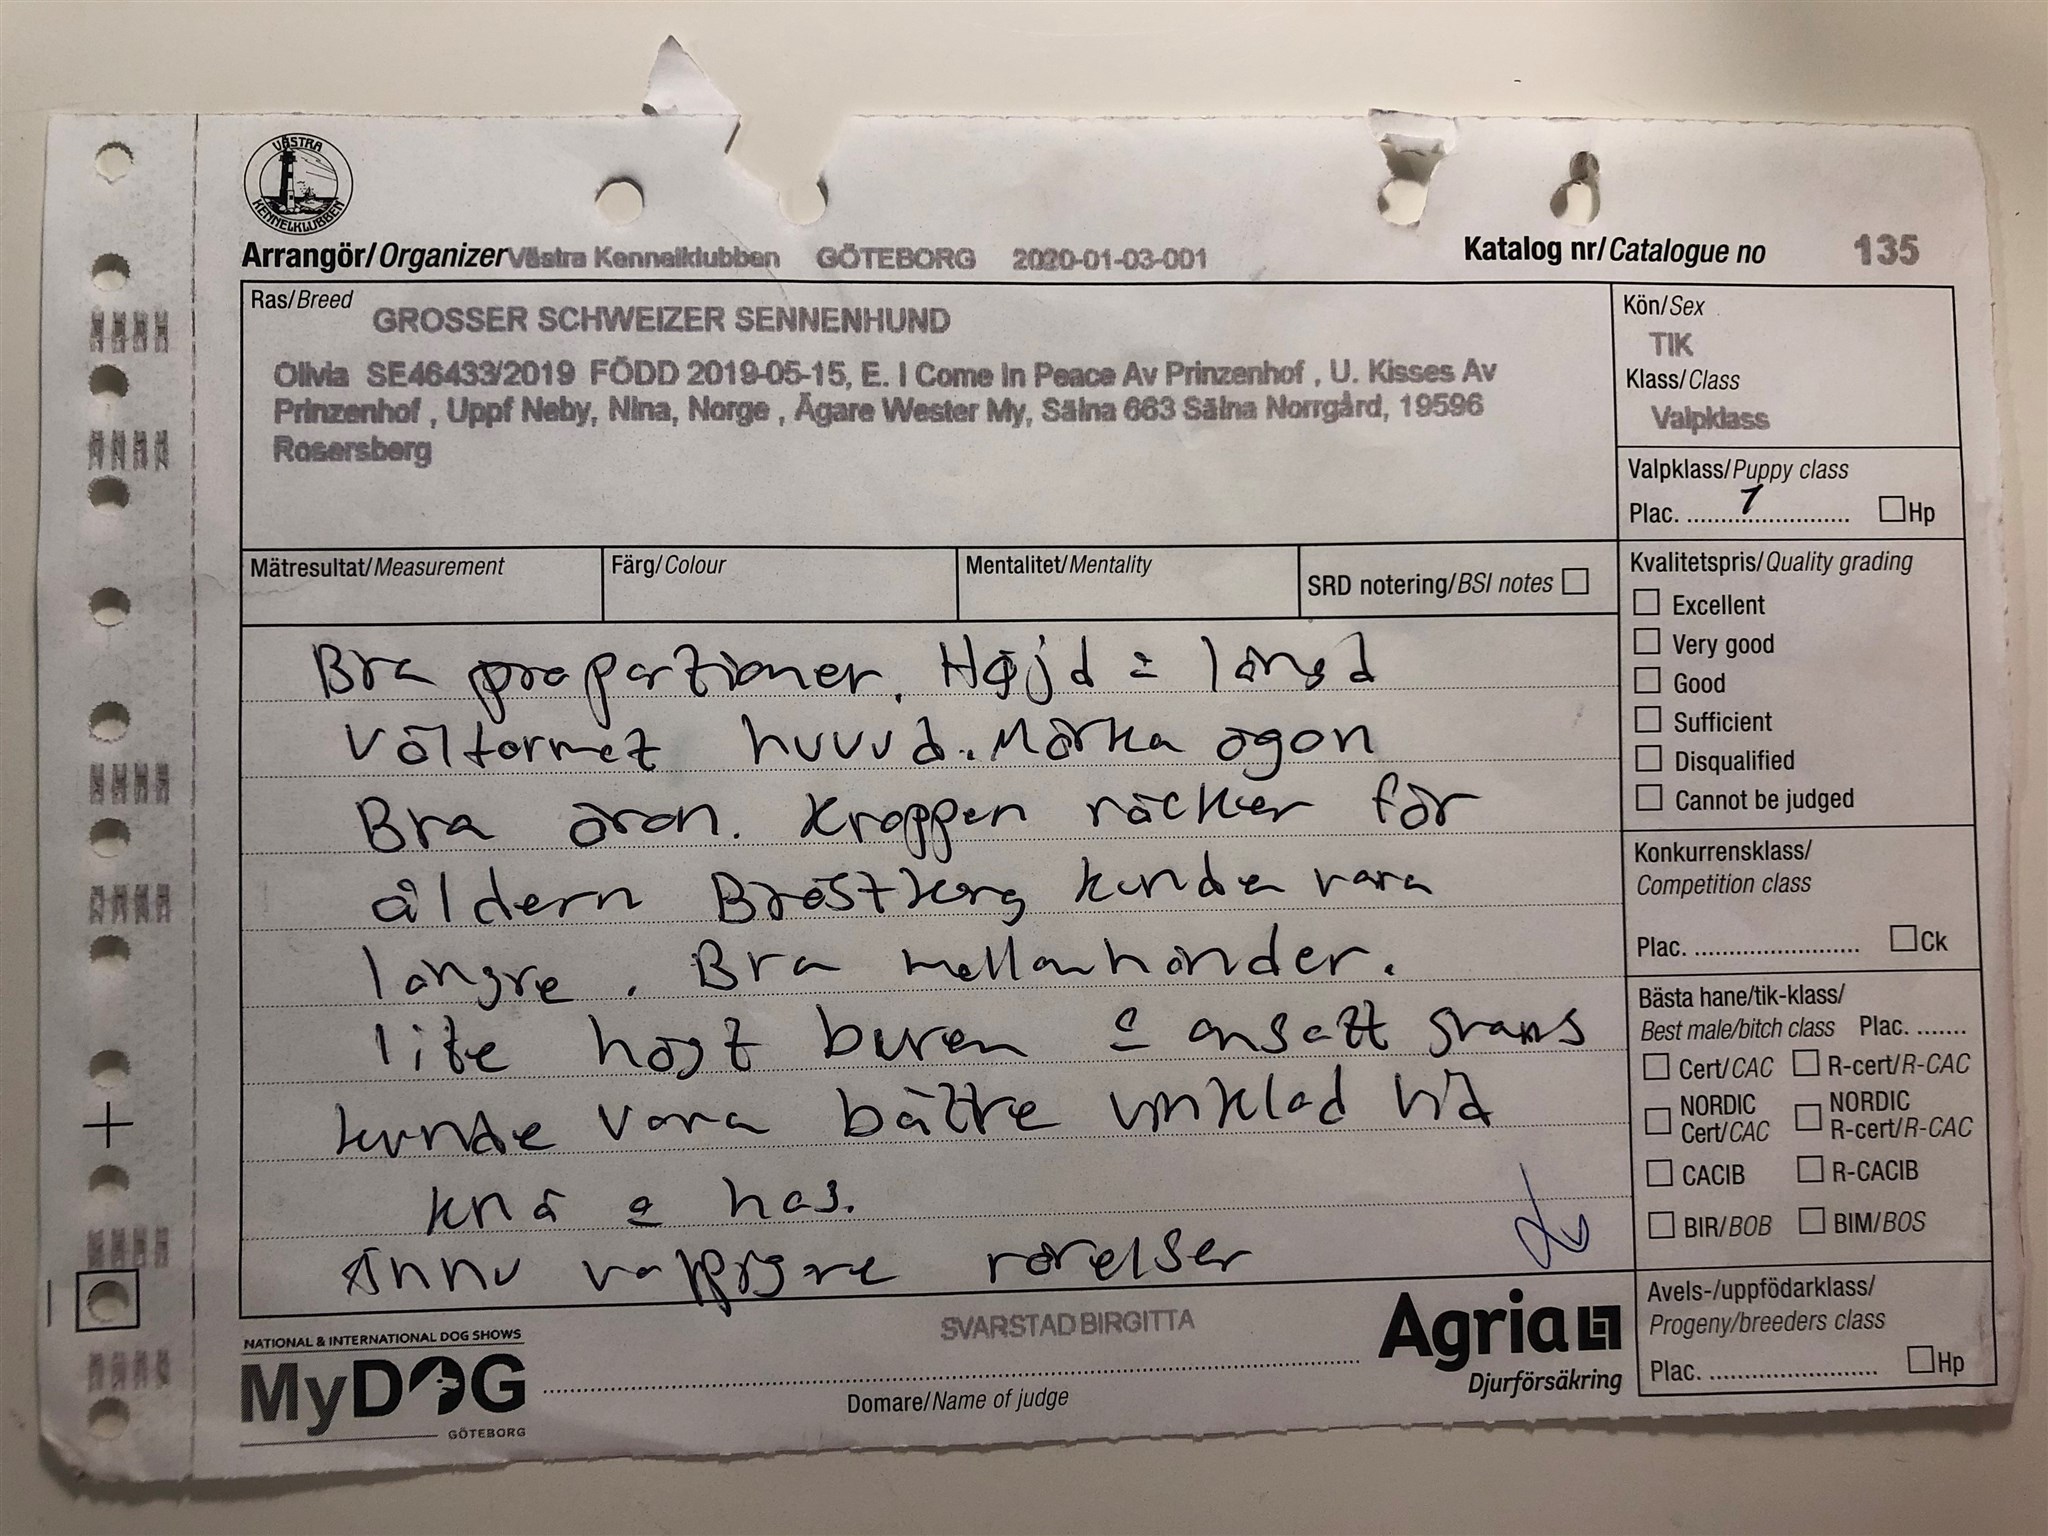 VÄSTRA
KENNELKLUBBEN
Arrangör/Organizer Västra Kennelklubben GÖTEBORG 2020-01-03-001
Katalog nr/Catalogue no 135
Ras/Breed GROSSER SCHWEIZER SENNENHUND
Olivia SE46433/2019 FÖDD 2019-05-15, E. I Come In Peace Av Prinzenhof , U. Kisses Av
Prinzenhof , Uppf Neby, Nina, Norge , Ägare Wester My, Sälna 663 Sälna Norrgård, 19596
Rosersberg
Kön/Sex
TIK
Klass/Class
Valpklass
Valpklass/Puppy class
Plac. 1 Hp
Mätresultat/Measurement
Färg/Colour
Mentalitet/Mentality
SRD notering/BSI notes
Bra proportioner. Højd & längd
Välformet huvud. Mörka ögon
Bra öron. Kroppen räcker för
åldern Bröstkorg kunde vara
längre. Bra mellanhänder.
lite högt buren & ansatt svans
kunde vara bättre vinklad vid
knä & has.
Ännu valpigare rörelser
Kvalitetspris/Quality grading
Excellent
Very good
Good
Sufficient
Disqualified
Cannot be judged
Konkurrensklass/
Competition class
Plac. Ck
Bästa hane/tik-klass/
Best male/bitch class Plac.
Cert/CAC R-cert/R-CAC
NORDIC Cert/CAC NORDIC R-cert/R-CAC
CACIB R-CACIB
BIR/BOB BIM/BOS
Avels-/uppfödarklass/
Progeny/breeders class
Plac. Hp
NATIONAL & INTERNATIONAL DOG SHOWS
MyDOG
GÖTEBORG
SVARSTAD BIRGITTA
Domare/Name of judge
Agria
Djurförsäkring